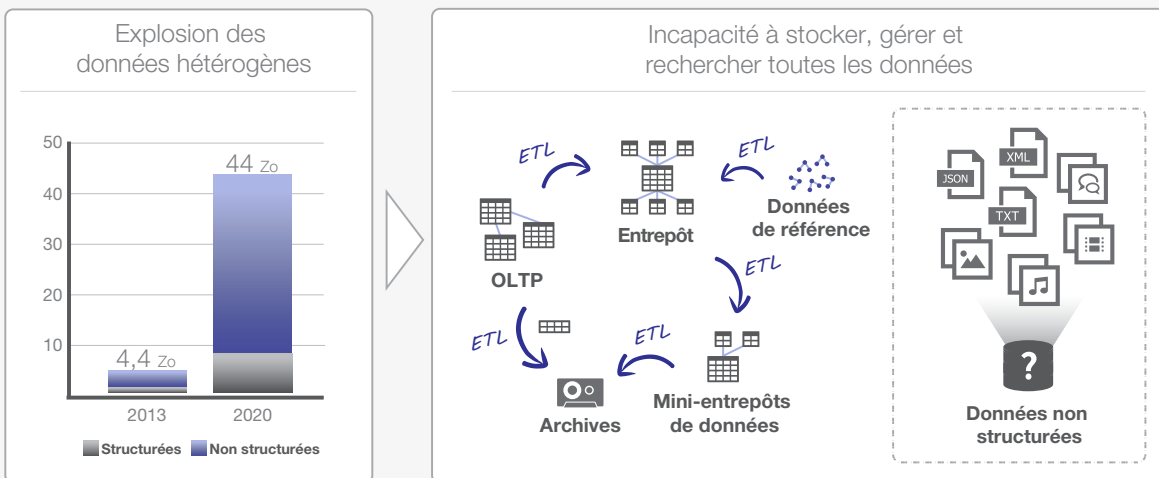 Explosion des
données hétérogènes
50
40
30
20
10
44 Zo
4,4 Zo
2013
2020
Structurées
Non structurées
Incapacité à stocker, gérer et
rechercher toutes les données
ETL
ETL
Entrepôt
Données
de référence
OLTP
ETL
ETL
ETL
Archives
Mini-entrepôts
de données
JSON
XML
TXT
?
Données non
structurées